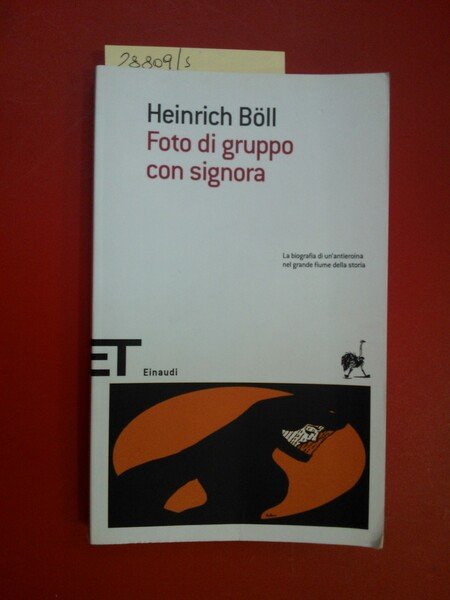 28809/s
Heinrich Böll
Foto di gruppo
con signora
La biografia di un'antieroina
nel grande fiume della storia
ET
Einaudi